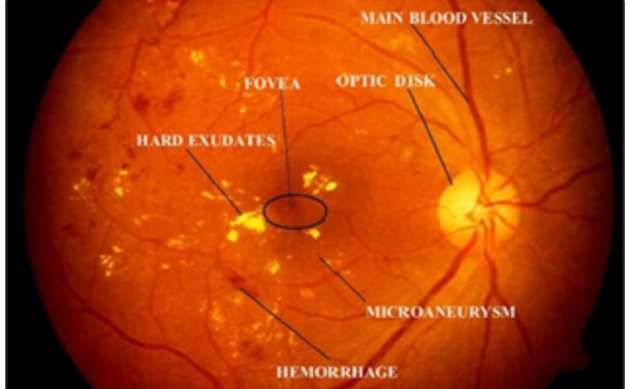 MAIN BLOOD VESSEL
FOVEA
OPTIC DISK
HARD EXUDATES
MICROANEURYSM
HEMORRHAGE